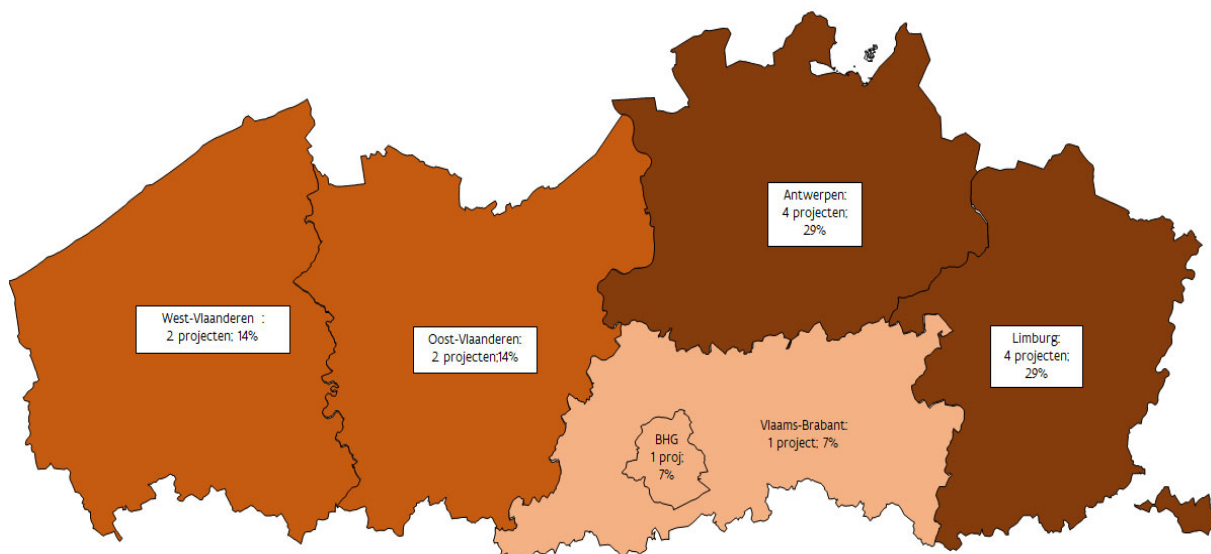 Antwerpen:
4 projecten;
29%
West-Vlaanderen :
2 projecten; 14%
Oost-Vlaanderen:
2 projecten;14%
Limburg:
4 projecten;
29%
Vlaams-Brabant:
1 project; 7%
BHG
1 proj;
7%